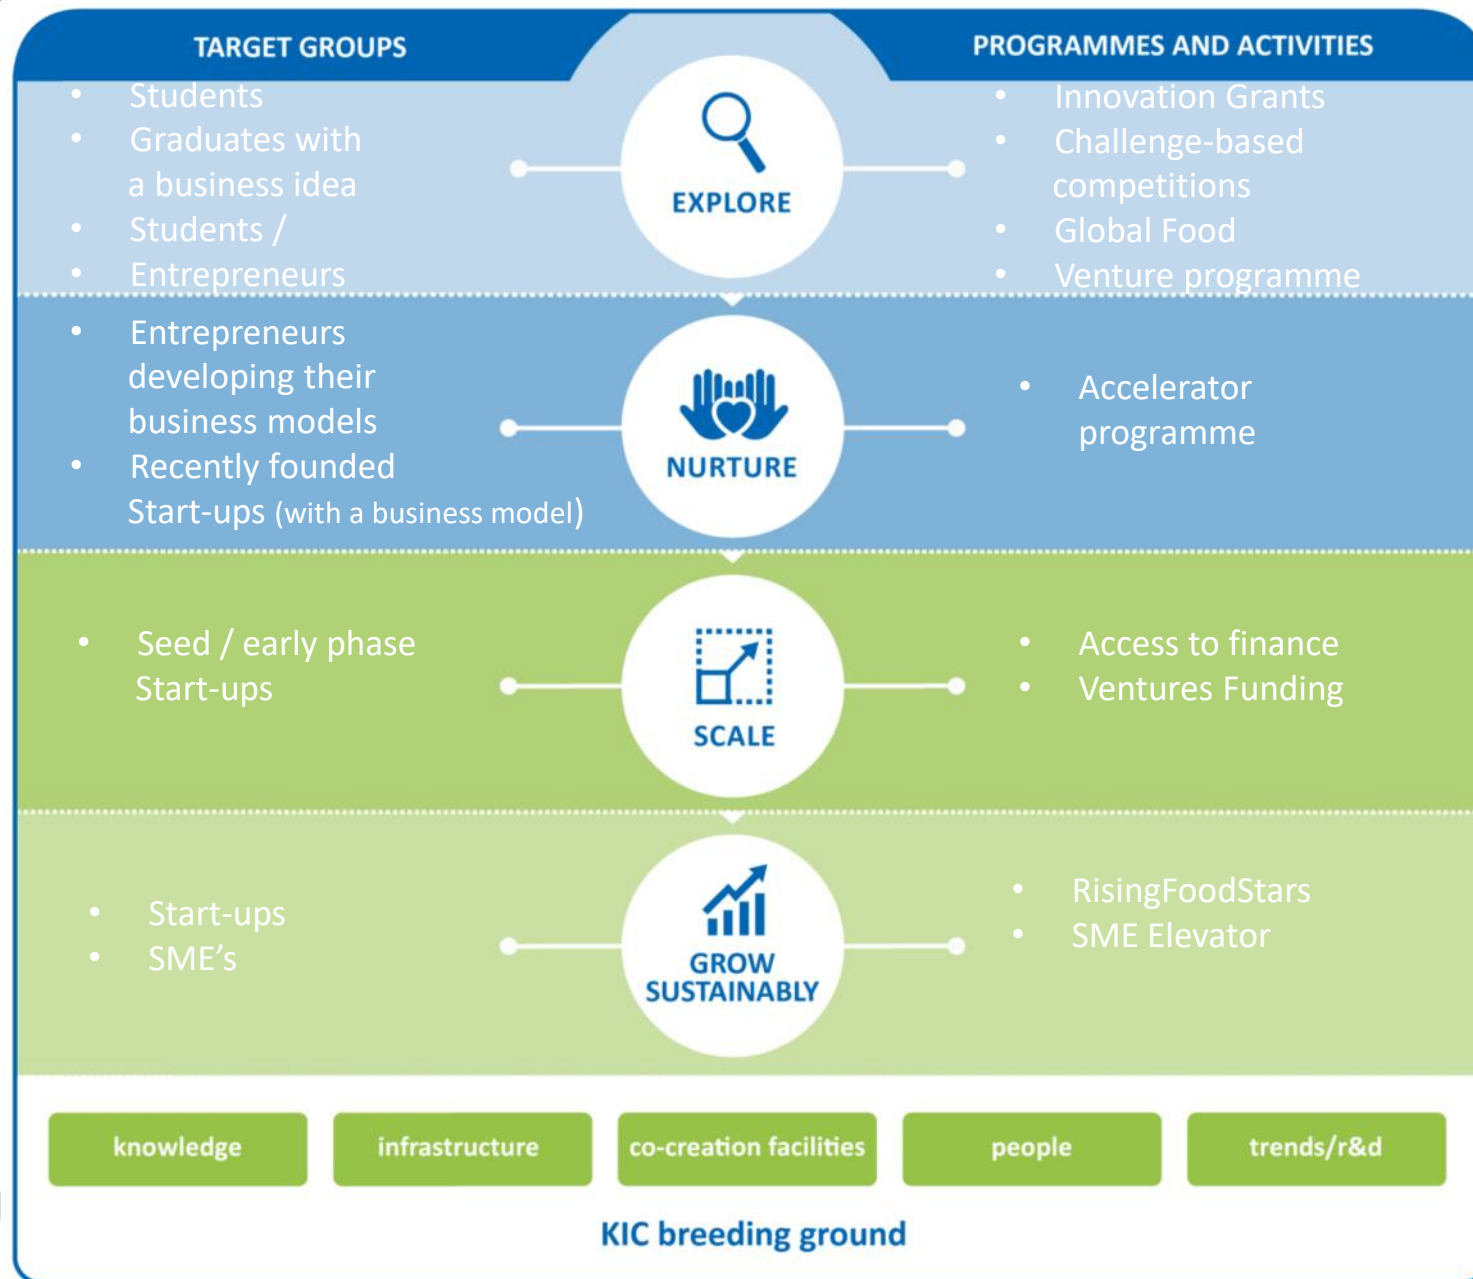 TARGET GROUPS
PROGRAMMES AND ACTIVITIES
• Students
• Graduates with
a business idea
• Students /
• Entrepreneurs
EXPLORE
• Innovation Grants
• Challenge-based
competitions
• Global Food
• Venture programme
• Entrepreneurs
developing their
business models
• Recently founded
Start-ups (with a business model)
NURTURE
• Accelerator
programme
• Seed / early phase
Start-ups
SCALE
• Access to finance
• Ventures Funding
• Start-ups
• SME’s
GROW
SUSTAINABLY
• RisingFoodStars
• SME Elevator
knowledge
infrastructure
co-creation facilities
people
trends/r&d
KIC breeding ground